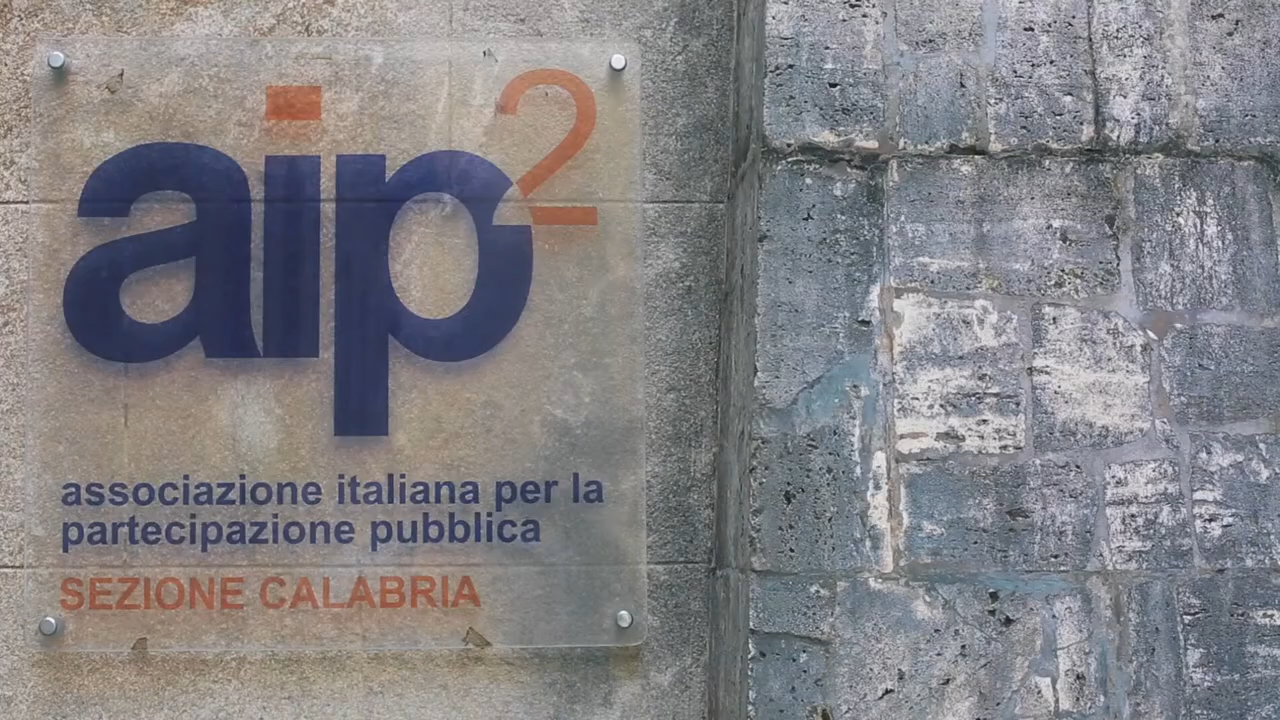 aip²
associazione italiana per la
partecipazione pubblica
SEZIONE CALABRIA